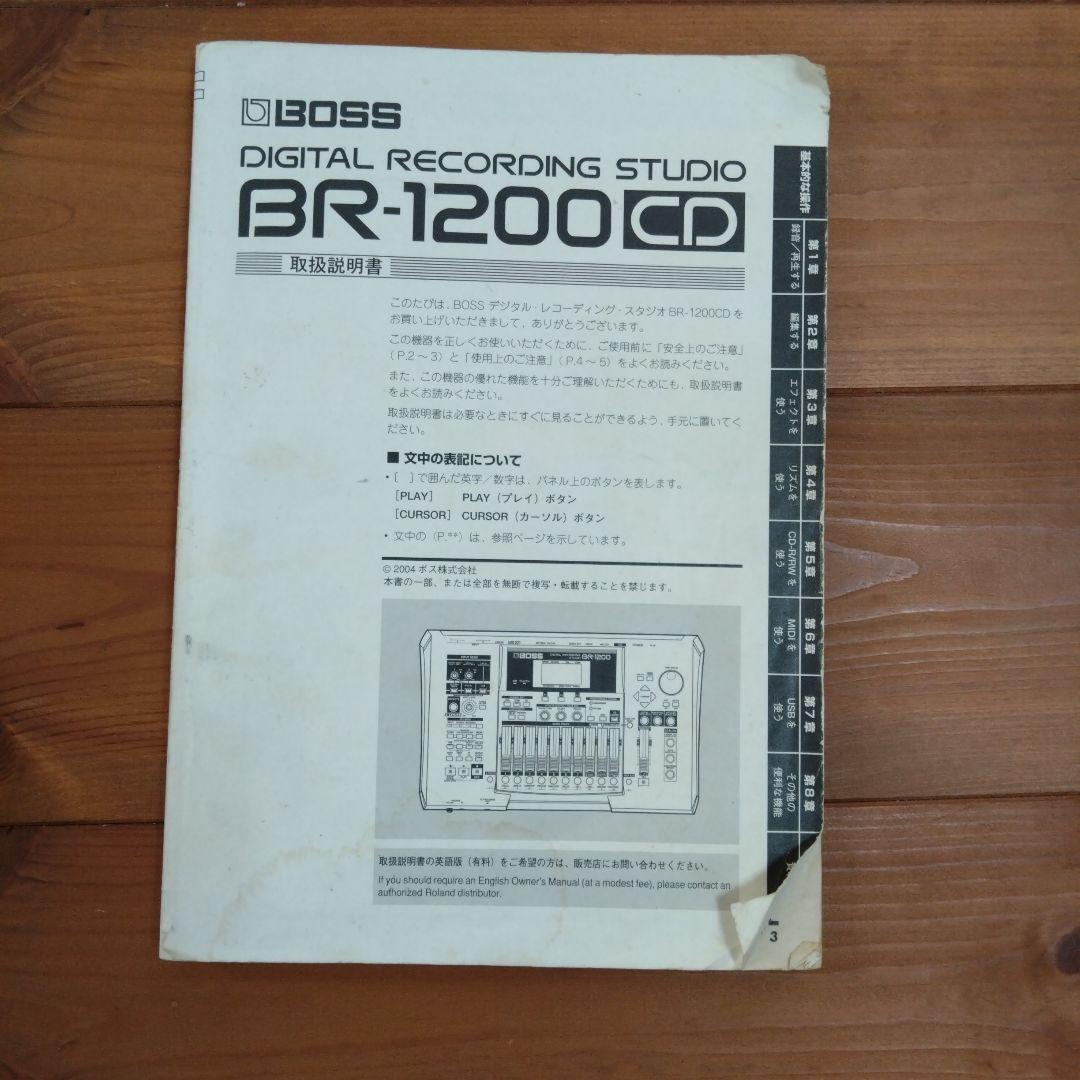 BOSS
DIGITAL RECORDING STUDIO
BR-1200CD
取扱説明書
このたびは、BOSS デジタル・レコーディング・スタジオ BR-1200CD を
お買い上げいただきまして、ありがとうございます。
この機器を正しくお使いいただくために、ご使用前に「安全上のご注意」
（P.2～3）と「使用上のご注意」（P.4～5）をよくお読みください。
また、この機器の優れた機能を十分ご理解いただくためにも、取扱説明書
をよくお読みください。
取扱説明書は必要なときにすぐに見ることができるよう、手元に置いてく
ださい。
■ 文中の表記について
• [ ] で囲んだ英字／数字は、パネル上のボタンを表します。
[PLAY] PLAY（プレイ）ボタン
[CURSOR] CURSOR（カーソル）ボタン
• 文中の（P.**）は、参照ページを示しています。
© 2004 ボス株式会社
本書の一部、または全部を無断で複写・転載することを禁じます。
BOSS
BR-1200
取扱説明書の英語版（有料）をご希望の方は、販売店にお問い合わせください。
If you should require an English Owner's Manual (at a modest fee), please contact an
authorized Roland distributor.
基本的な操作
第1章
録音／再生する
第2章
編集する
第3章
エフェクトを
使う
第4章
リズムを
使う
第5章
CD-R/RWを
使う
第6章
MIDIを
使う
第7章
USBを
使う
第8章
その他の
便利な機能
3